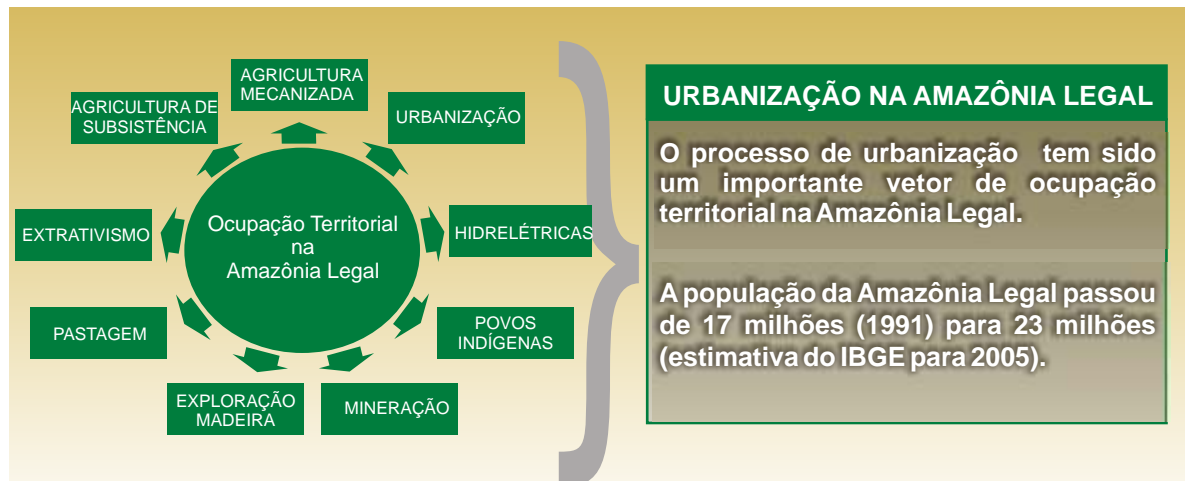 AGRICULTURA
MECANIZADA
AGRICULTURA DE
SUBSISTÊNCIA
URBANIZAÇÃO
EXTRATIVISMO
Ocupação Territorial
na
Amazônia Legal
HIDRELÉTRICAS
PASTAGEM
POVOS
INDÍGENAS
EXPLORAÇÃO
MADEIRA
MINERAÇÃO
URBANIZAÇÃO NA AMAZÔNIA LEGAL
O processo de urbanização tem sido
um importante vetor de ocupação
territorial na Amazônia Legal.
A população da Amazônia Legal passou
de 17 milhões (1991) para 23 milhões
(estimativa do IBGE para 2005).